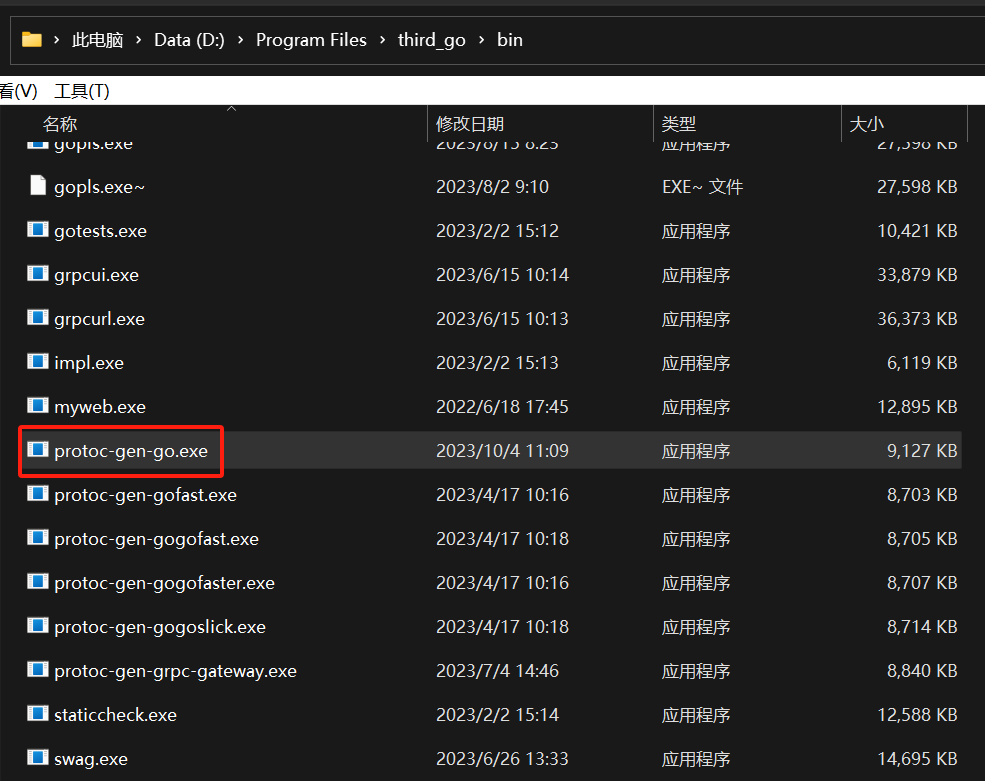 此电脑 Data (D:) Program Files third_go bin
看(V) 工具(T)
名称 修改日期 类型 大小
gopls.exe 2023/8/15 8:23 应用程序 27,598 KB
gopls.exe~ 2023/8/2 9:10 EXE~ 文件 27,598 KB
gotests.exe 2023/2/2 15:12 应用程序 10,421 KB
grpcui.exe 2023/6/15 10:14 应用程序 33,879 KB
grpcurl.exe 2023/6/15 10:13 应用程序 36,373 KB
impl.exe 2023/2/2 15:13 应用程序 6,119 KB
myweb.exe 2022/6/18 17:45 应用程序 12,895 KB
protoc-gen-go.exe 2023/10/4 11:09 应用程序 9,127 KB
protoc-gen-gofast.exe 2023/4/17 10:16 应用程序 8,703 KB
protoc-gen-gogofast.exe 2023/4/17 10:18 应用程序 8,705 KB
protoc-gen-gogofaster.exe 2023/4/17 10:16 应用程序 8,707 KB
protoc-gen-gogoslick.exe 2023/4/17 10:18 应用程序 8,714 KB
protoc-gen-grpc-gateway.exe 2023/7/4 14:46 应用程序 8,840 KB
staticcheck.exe 2023/2/2 15:14 应用程序 12,588 KB
swag.exe 2023/6/26 13:33 应用程序 14,695 KB